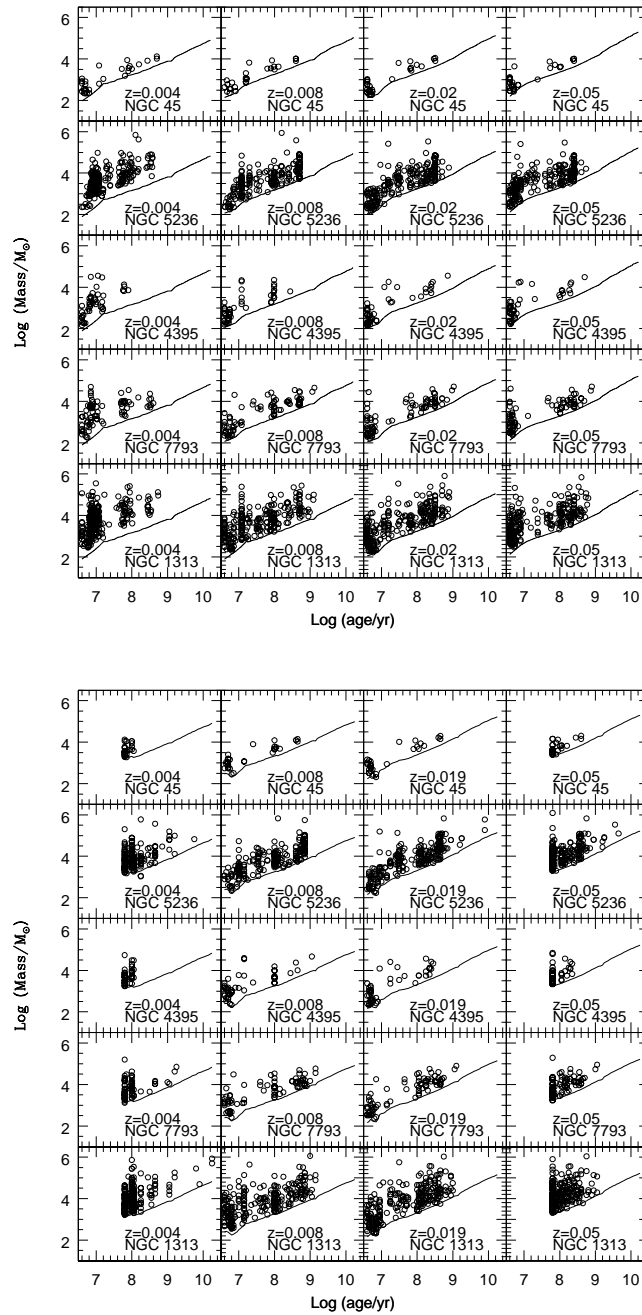 6
4
2
z=0.004 z=0.008 z=0.02 z=0.05
NGC 45 NGC 45 NGC 45 NGC 45
6
4
2
z=0.004 z=0.008 z=0.02 z=0.05
NGC 5236 NGC 5236 NGC 5236 NGC 5236
Log (Mass/M☉)
6
4
2
z=0.004 z=0.008 z=0.02 z=0.05
NGC 4395 NGC 4395 NGC 4395 NGC 4395
6
4
2
z=0.004 z=0.008 z=0.02 z=0.05
NGC 7793 NGC 7793 NGC 7793 NGC 7793
6
4
2
z=0.004 z=0.008 z=0.02 z=0.05
NGC 1313 NGC 1313 NGC 1313 NGC 1313
7 8 9 10 7 8 9 10 7 8 9 10 7 8 9 10
Log (age/yr)
6
4
2
z=0.004 z=0.008 z=0.019 z=0.05
NGC 45 NGC 45 NGC 45 NGC 45
6
4
2
z=0.004 z=0.008 z=0.019 z=0.05
NGC 5236 NGC 5236 NGC 5236 NGC 5236
Log (Mass/M☉)
6
4
2
z=0.004 z=0.008 z=0.019 z=0.05
NGC 4395 NGC 4395 NGC 4395 NGC 4395
6
4
2
z=0.004 z=0.008 z=0.019 z=0.05
NGC 7793 NGC 7793 NGC 7793 NGC 7793
6
4
2
z=0.004 z=0.008 z=0.019 z=0.05
NGC 1313 NGC 1313 NGC 1313 NGC 1313
7 8 9 10 7 8 9 10 7 8 9 10 7 8 9 10
Log (age/yr)